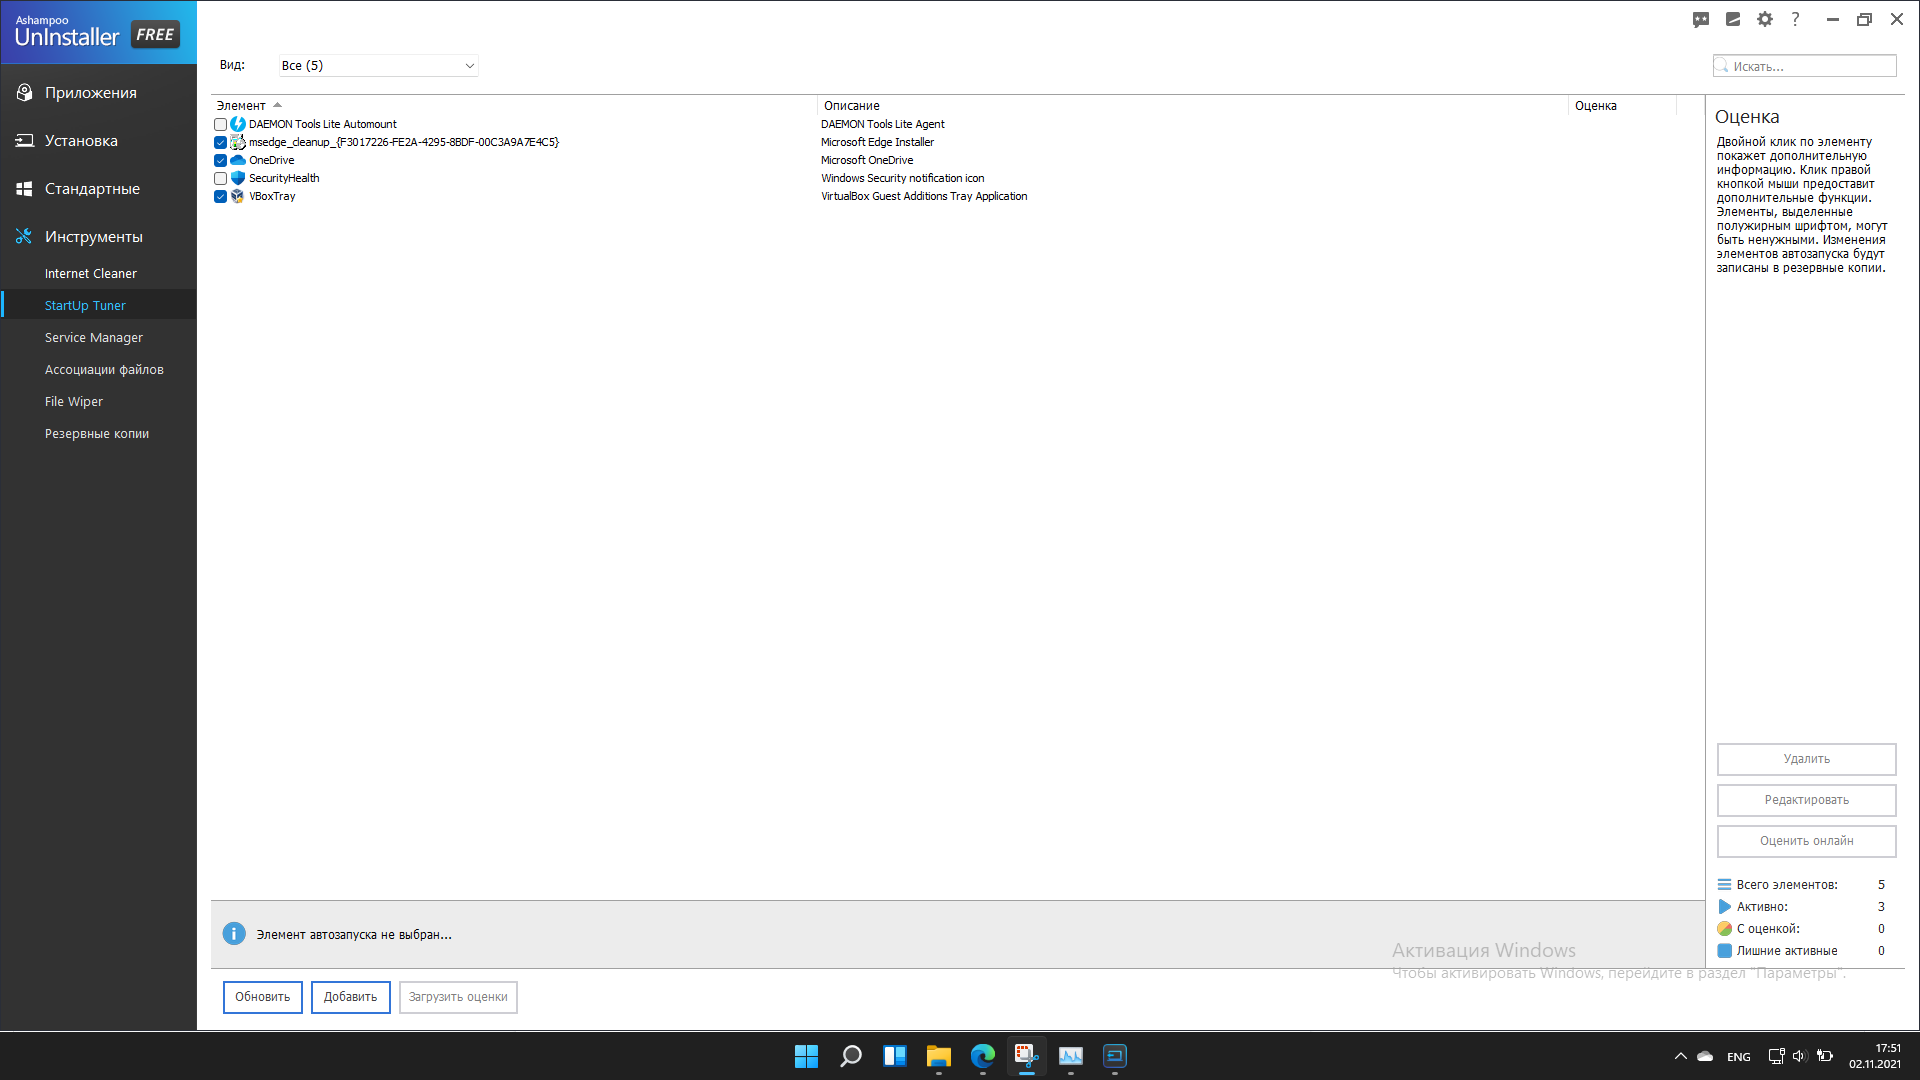 Ashampoo
UnInstaller FREE
Приложения
Установка
Стандартные
Инструменты
Internet Cleaner
StartUp Tuner
Service Manager
Ассоциации файлов
File Wiper
Резервные копии
Вид: Все (5)
Искать...
Элемент Описание Оценка
DAEMON Tools Lite Automount DAEMON Tools Lite Agent
msedge_cleanup_{F3017226-FE2A-4295-8BDF-00C3A9A7E4C5} Microsoft Edge Installer
OneDrive Microsoft OneDrive
SecurityHealth Windows Security notification icon
VBoxTray VirtualBox Guest Additions Tray Application
Оценка
Двойной клик по элементу
покажет дополнительную
информацию. Клик правой
кнопкой мыши предоставит
дополнительные функции.
Элементы, выделенные
полужирным шрифтом, могут
быть ненужными. Изменения
элементов автозапуска будут
записаны в резервные копии.
Удалить
Редактировать
Оценить онлайн
Всего элементов: 5
Активно: 3
С оценкой: 0
Лишние активные 0
Элемент автозапуска не выбран...
Активация Windows
Чтобы активировать Windows, перейдите в раздел "Параметры".
Обновить Добавить Загрузить оценки
ENG
17:51
02.11.2021